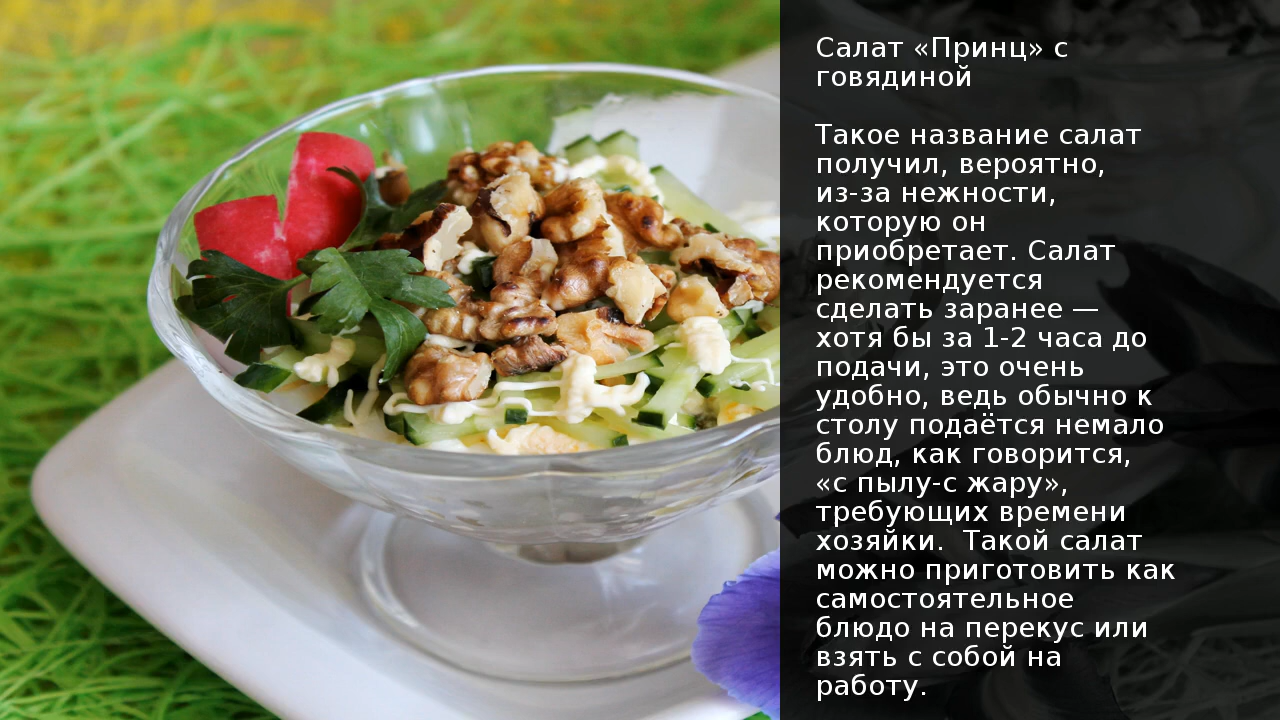 Салат «Принц» с
говядиной
Такое название салат
получил, вероятно,
из-за нежности,
которую он
приобретает. Салат
рекомендуется
сделать заранее —
хотя бы за 1-2 часа до
подачи, это очень
удобно, ведь обычно к
столу подаётся немало
блюд, как говорится,
«с пылу-с жару»,
требующих времени
хозяйки.  Такой салат
можно приготовить как
самостоятельное
блюдо на перекус или
взять с собой на
работу.